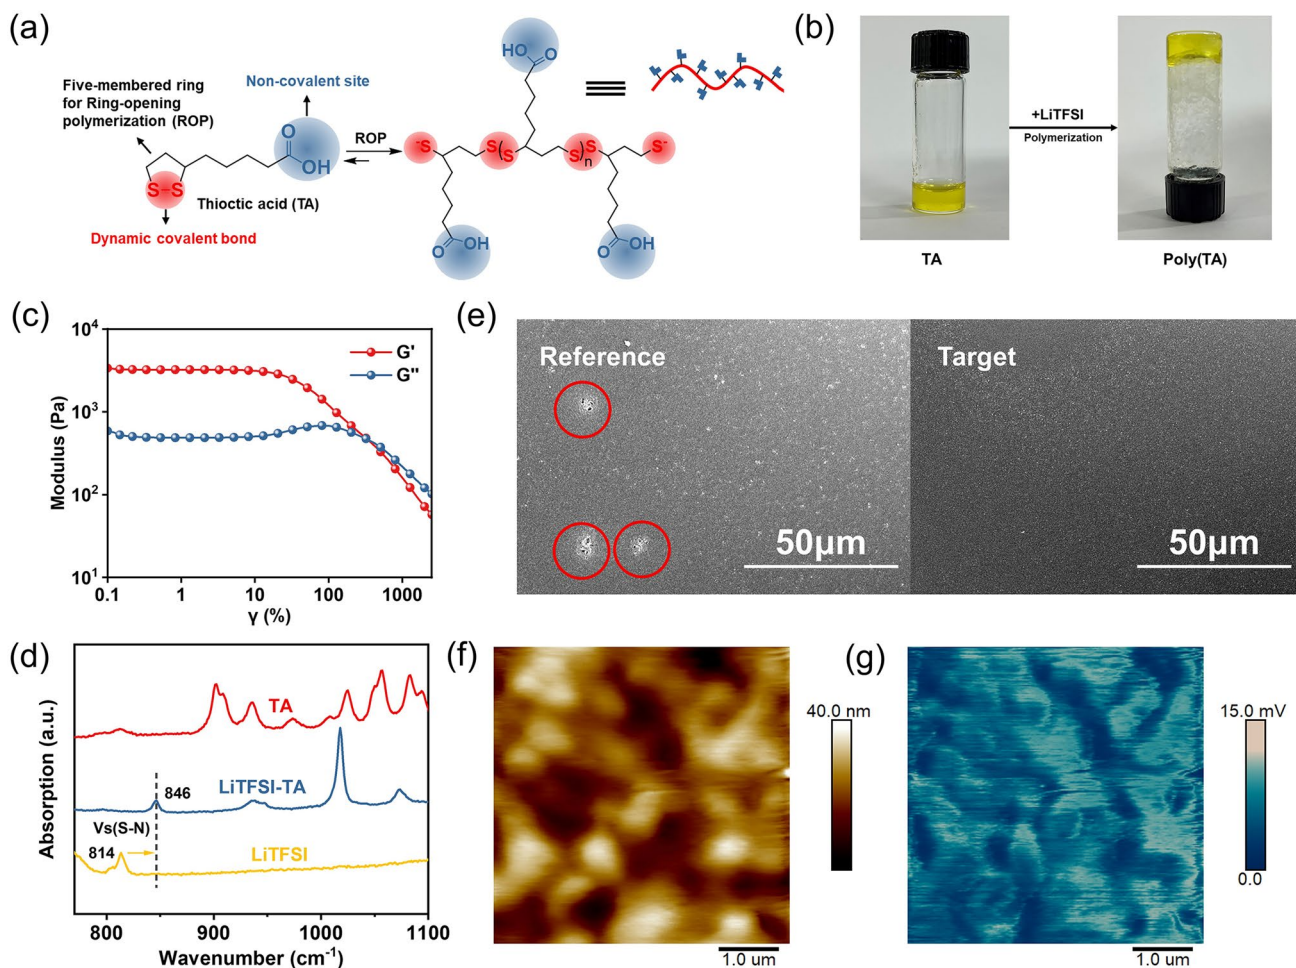 (a)
Five-membered ring
for Ring-opening
polymerization (ROP)
Non-covalent site
O
OH
S-S
Thioctic acid (TA)
Dynamic covalent bond
ROP
HO
O
-S
S
(S
S)n
S-
O
OH
O
OH
(b)
+LiTFSI
Polymerization
TA
Poly(TA)
(c)
10⁴
10³
10²
10¹
Modulus (Pa)
G'
G"
0.1
1
10
100
1000
γ (%)
(e)
Reference
50μm
Target
50μm
(d)
Absorption (a.u.)
TA
LiTFSI-TA
846
Vs(S-N)
814
LiTFSI
800
900
1000
1100
Wavenumber (cm⁻¹)
(f)
40.0 nm
0.0
1.0 um
(g)
15.0 mV
0.0
1.0 um